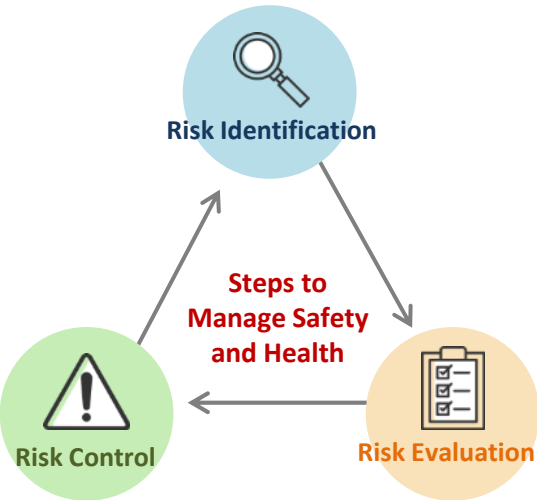 Risk Identification
Steps to
Manage Safety
and Health
Risk Control
Risk Evaluation